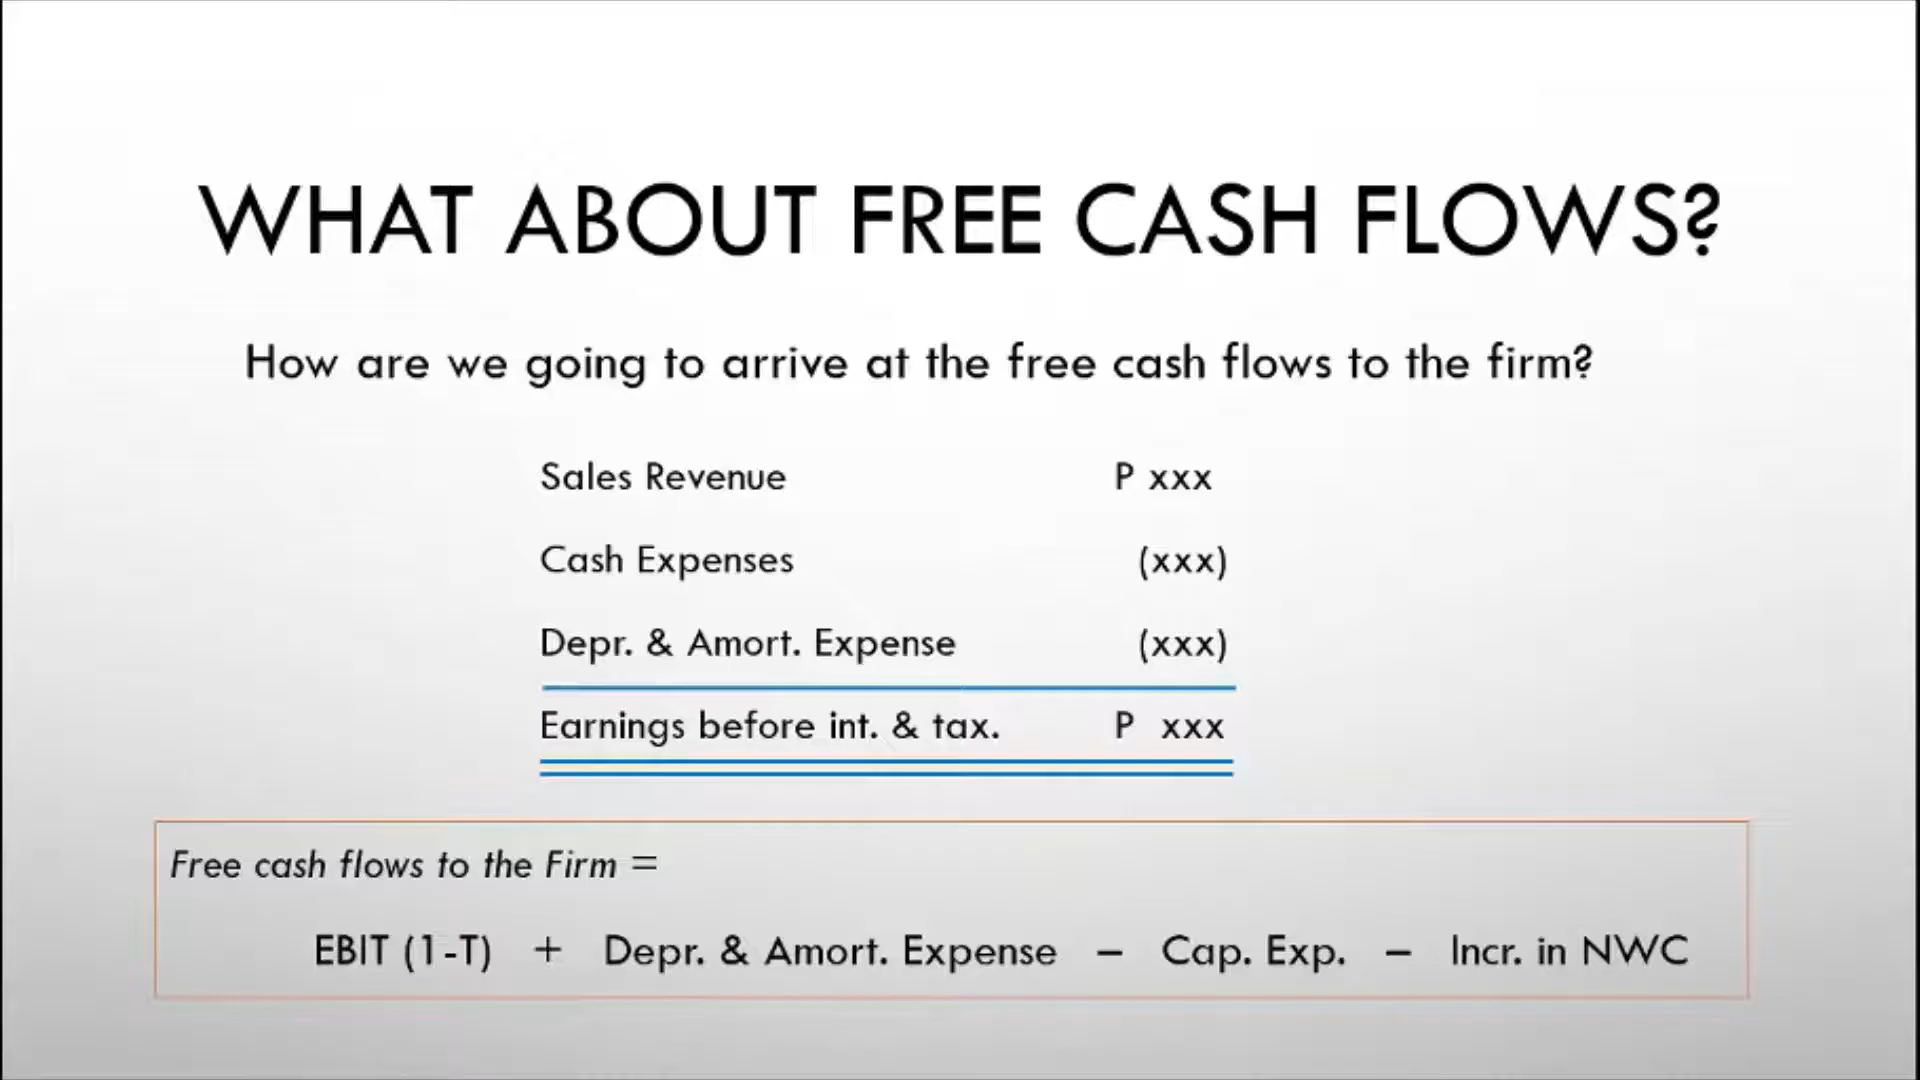 WHAT ABOUT FREE CASH FLOWS?
How are we going to arrive at the free cash flows to the firm?
Sales Revenue P xxx
Cash Expenses (xxx)
Depr. & Amort. Expense (xxx)
Earnings before int. & tax. P xxx
Free cash flows to the Firm =
EBIT (1-T) + Depr. & Amort. Expense – Cap. Exp. – Incr. in NWC